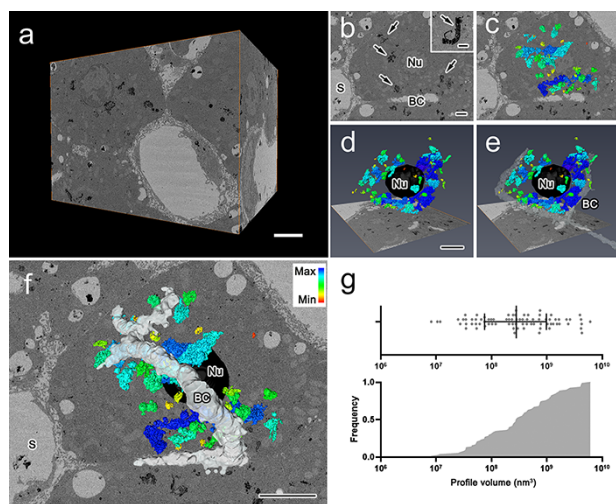 a
b
Nu
BC
S
c
d
Nu
e
Nu
BC
f
Max
Min
Nu
BC
S
g
10⁶ 10⁷ 10⁸ 10⁹ 10¹⁰
Frequency
1.0
0.5
0.0
10⁶ 10⁷ 10⁸ 10⁹ 10¹⁰
Profile volume (nm³)